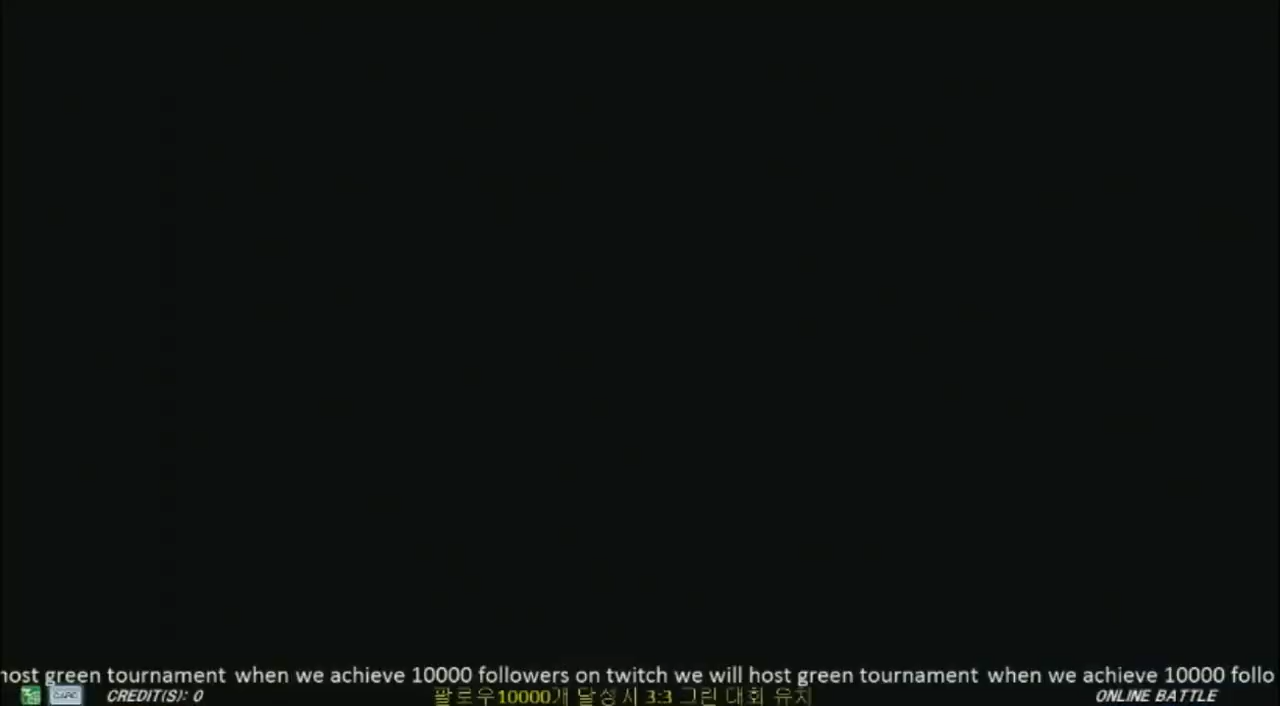 host green tournament when we achieve 10000 followers on twitch we will host green tournament when we achieve 10000 follo
CARD CREDIT(S): 0 팔로우10000개 달성시 3:3 그린 대회 유치 ONLINE BATTLE